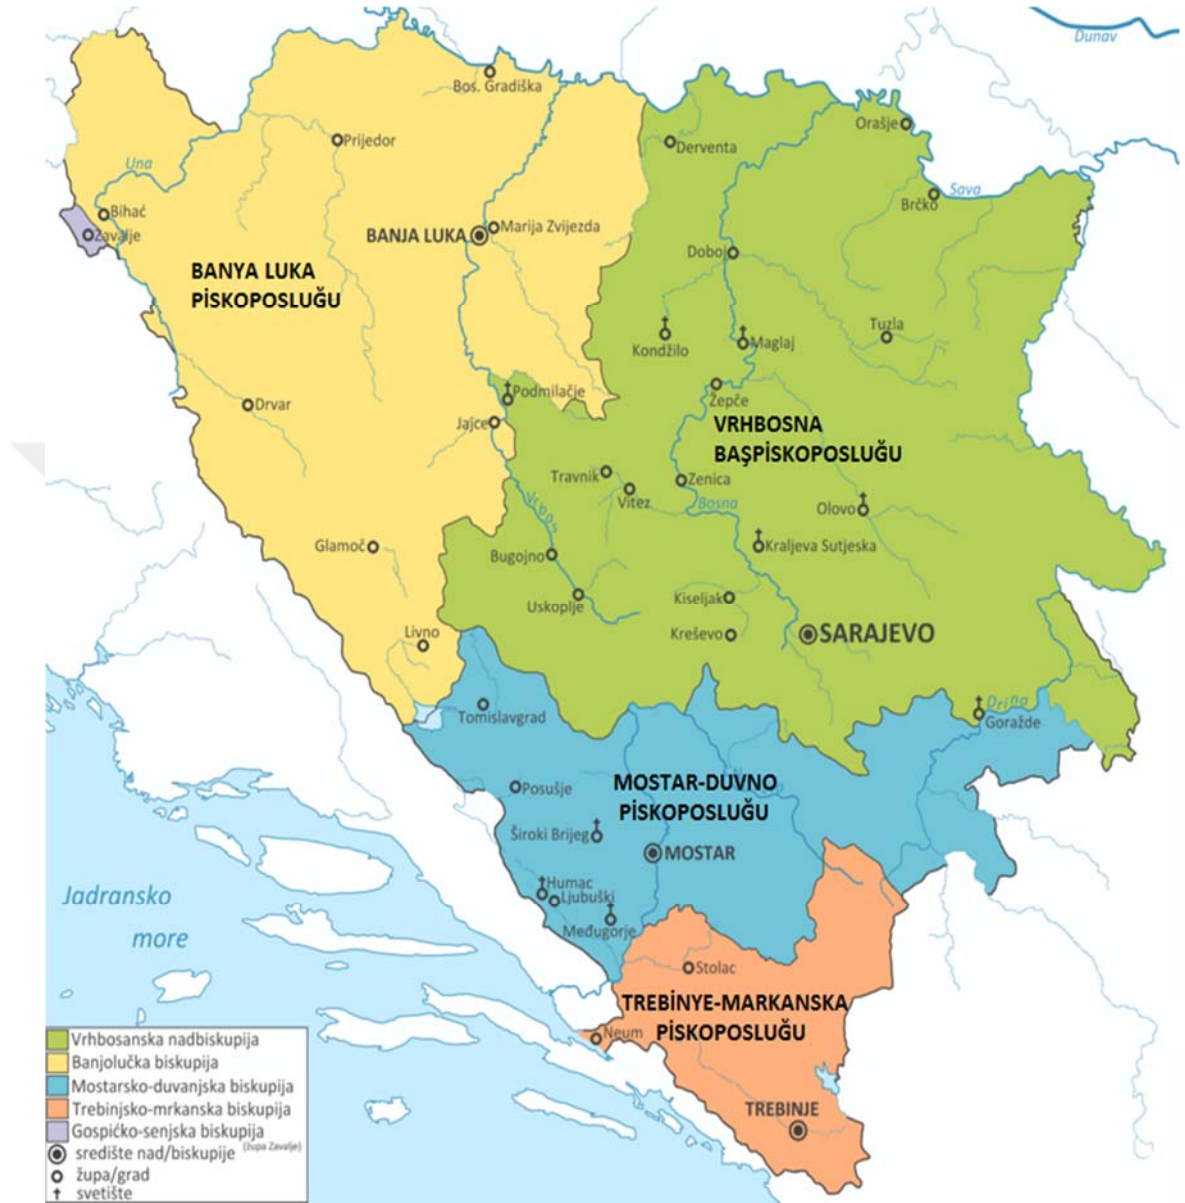 Dunav
Bos. Gradiška
Orašje
Prijedor
Derventa
Una
Sava
Brčko
Bihać
Zavalje
Marija Zvijezda
BANJA LUKA
Doboj
BANYA LUKA
PİSKOPOSLUĞU
Tuzla
Kondžilo
Maglaj
Podmilačje
Žepče
Drvar
Jajce
VRHBOSNA
BAŞPİSKOPOSLUĞU
Travnik
Zenica
Vitez
Vrbas
Bosna
Olovo
Glamoč
Kraljeva Sutjeska
Bugojno
Kiseljak
Uskoplje
Livno
Kreševo
SARAJEVO
Drina
Tomislavgrad
Goražde
MOSTAR-DUVNO
PİSKOPOSLUĞU
Posušje
Široki Brijeg
MOSTAR
Humac
Ljubuški
Jadransko
more
Međugorje
Stolac
TREBİNYE-MARKANSKA
PİSKOPOSLUĞU
Neum
TREBINJE
Vrhbosanska nadbiskupija
Banjolučka biskupija
Mostarsko-duvanjska biskupija
Trebinjsko-mrkanska biskupija
Gospićko-senjska biskupija
(župa Zavalje)
središte nad/biskupije
župa/grad
svetište